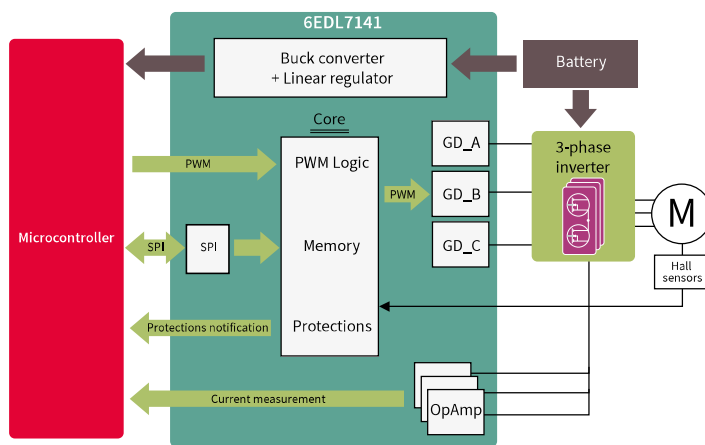 6EDL7141
Buck converter
+ Linear regulator
Battery
Core
PWM Logic
Memory
Protections
GD_A
GD_B
GD_C
3-phase
inverter
M
Hall
sensors
Microcontroller
PWM
PWM
SPI
SPI
Protections notification
Current measurement
OpAmp